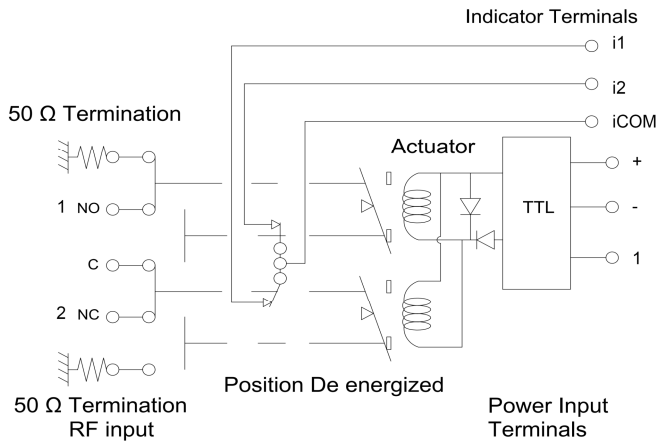 Indicator Terminals
i1
i2
50 Ω Termination
iCOM
Actuator
+
1 NO
TTL
-
C
1
2 NC
Position De energized
50 Ω Termination
RF input
Power Input
Terminals